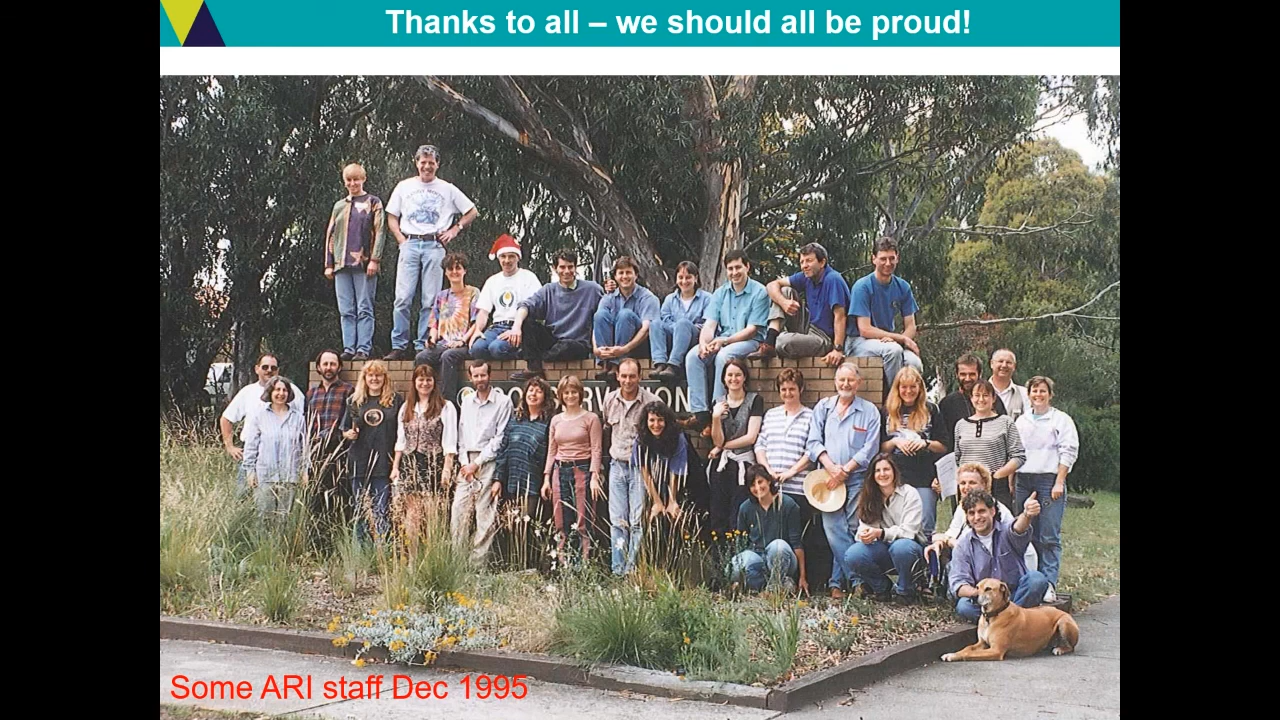 Thanks to all – we should all be proud!
Some ARI staff Dec 1995